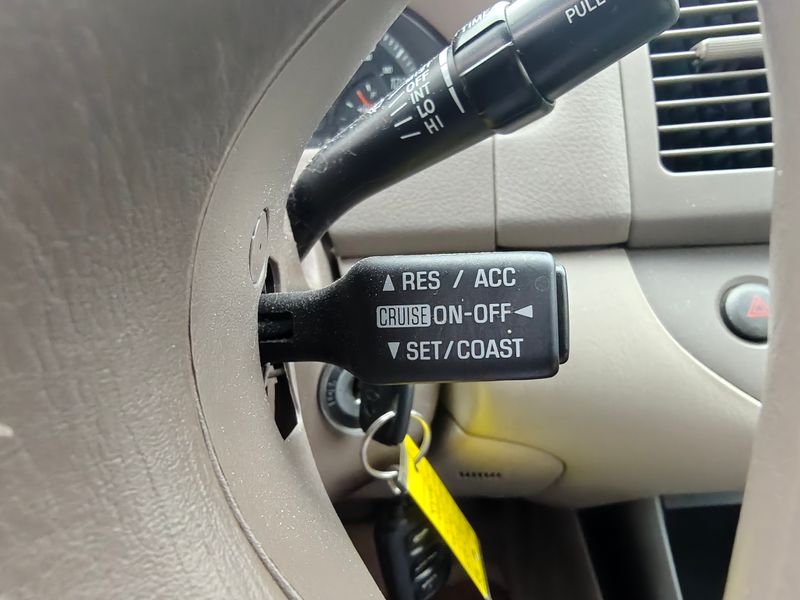 PULL
OFF
INT
LO
HI
▲ RES / ACC
CRUISE ON-OFF ◄
▼ SET/COAST